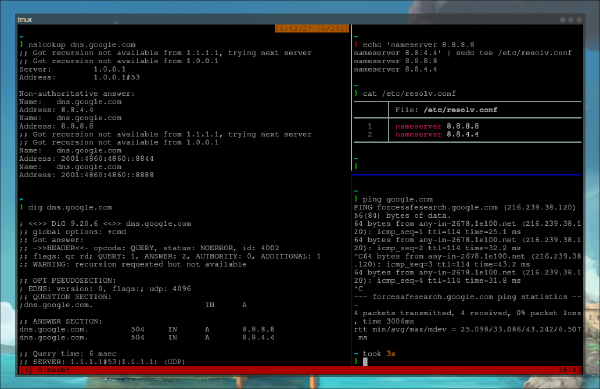 tmux
~
❯ nslookup dns.google.com
;; Got recursion not available from 1.1.1.1, trying next server
;; Got recursion not available from 1.0.0.1
Server:		1.0.0.1
Address:	1.0.0.1#53

Non-authoritative answer:
Name:	dns.google.com
Address: 8.8.4.4
Name:	dns.google.com
Address: 8.8.8.8
;; Got recursion not available from 1.1.1.1, trying next server
;; Got recursion not available from 1.0.0.1
Name:	dns.google.com
Address: 2001:4860:4860::8844
Name:	dns.google.com
Address: 2001:4860:4860::8888

~
❯ dig dns.google.com

; <<>> DiG 9.20.6 <<>> dns.google.com
;; global options: +cmd
;; Got answer:
;; ->>HEADER<<- opcode: QUERY, status: NOERROR, id: 4002
;; flags: qr rd; QUERY: 1, ANSWER: 2, AUTHORITY: 0, ADDITIONAL: 1
;; WARNING: recursion requested but not available

;; OPT PSEUDOSECTION:
; EDNS: version: 0, flags:; udp: 4096
;; QUESTION SECTION:
;dns.google.com.			IN	A

;; ANSWER SECTION:
dns.google.com.		504	IN	A	8.8.8.8
dns.google.com.		504	IN	A	8.8.4.4

;; Query time: 6 msec
;; SERVER: 1.1.1.1#53(1.1.1.1) (UDP)
~
❯ echo 'nameserver 8.8.8.8
nameserver 8.8.4.4' | sudo tee /etc/resolv.conf
nameserver 8.8.8.8
nameserver 8.8.4.4

~
❯ cat /etc/resolv.conf
File: /etc/resolv.conf
1 nameserver 8.8.8.8
2 nameserver 8.8.4.4
~
❯
~
❯ ping google.com
PING forcesafesearch.google.com (216.239.38.120)
56(84) bytes of data.
64 bytes from any-in-2678.1e100.net (216.239.38.1
20): icmp_seq=1 ttl=114 time=25.1 ms
64 bytes from any-in-2678.1e100.net (216.239.38.1
20): icmp_seq=2 ttl=114 time=32.2 ms
^C64 bytes from any-in-2678.1e100.net (216.239.38
.120): icmp_seq=3 ttl=114 time=43.2 ms
64 bytes from any-in-2678.1e100.net (216.239.38.1
20): icmp_seq=4 ttl=114 time=31.8 ms
^C
--- forcesafesearch.google.com ping statistics --
-
4 packets transmitted, 4 received, 0% packet loss
, time 3006ms
rtt min/avg/max/mdev = 25.098/33.086/43.242/6.507
ms

~ took 3s
❯